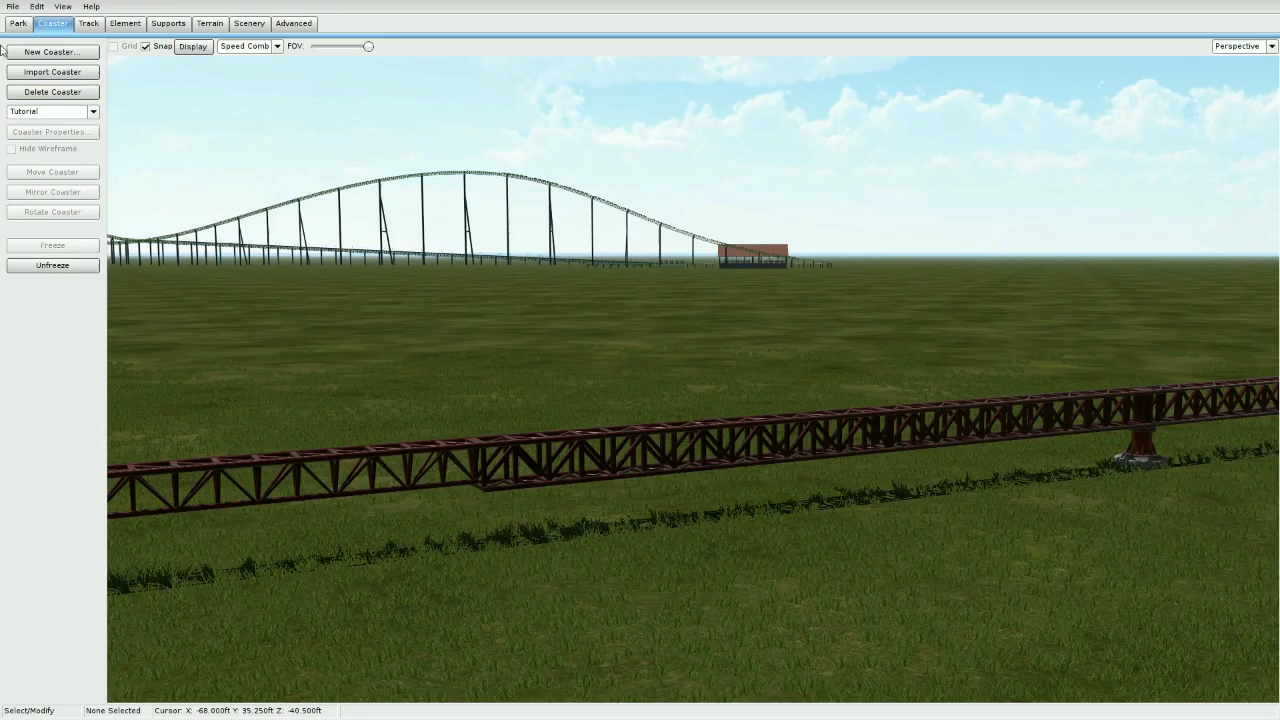 File Edit View Help
Park Coaster Track Element Supports Terrain Scenery Advanced
New Coaster... Grid Snap Display Speed Comb FOV: Perspective
Import Coaster
Delete Coaster
Tutorial
Coaster Properties...
Hide Wireframe
Move Coaster
Mirror Coaster
Rotate Coaster
Freeze
Unfreeze
Select/Modify None Selected Cursor: X: -68.000ft Y: 35.250ft Z: -40.500ft